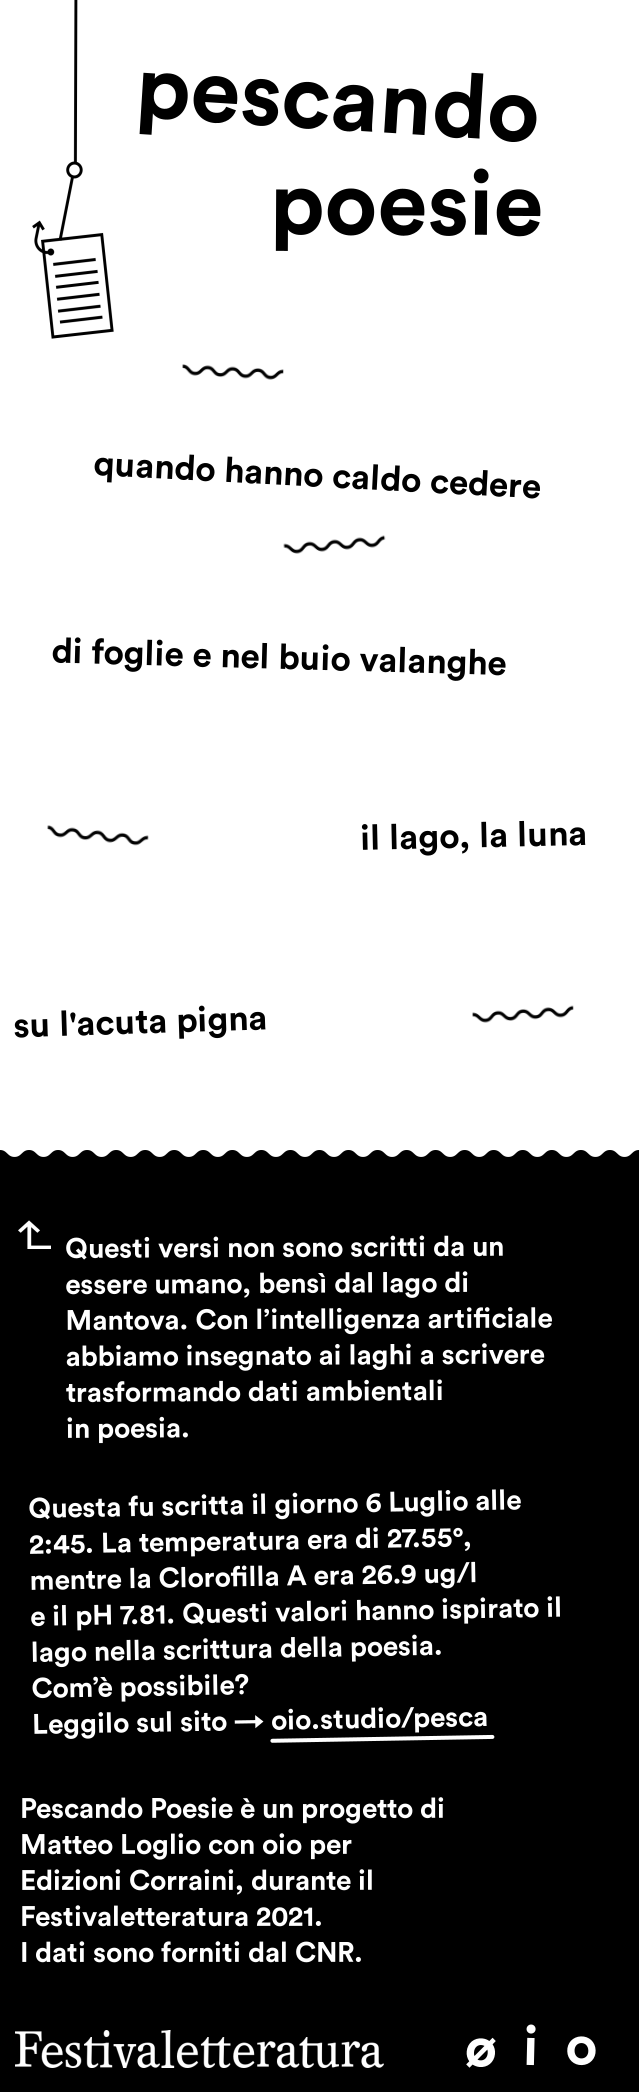 pescando
poesie
quando hanno caldo cedere
di foglie e nel buio valanghe
il lago, la luna
su l'acuta pigna
Questi versi non sono scritti da un
essere umano, bensì dal lago di
Mantova. Con l’intelligenza artificiale
abbiamo insegnato ai laghi a scrivere
trasformando dati ambientali
in poesia.
Questa fu scritta il giorno 6 Luglio alle
2:45. La temperatura era di 27.55°,
mentre la Clorofilla A era 26.9 ug/l
e il pH 7.81. Questi valori hanno ispirato il
lago nella scrittura della poesia.
Com’è possibile?
Leggilo sul sito → oio.studio/pesca
Pescando Poesie è un progetto di
Matteo Loglio con oio per
Edizioni Corraini, durante il
Festivaletteratura 2021.
I dati sono forniti dal CNR.
Festivaletteratura ø i o